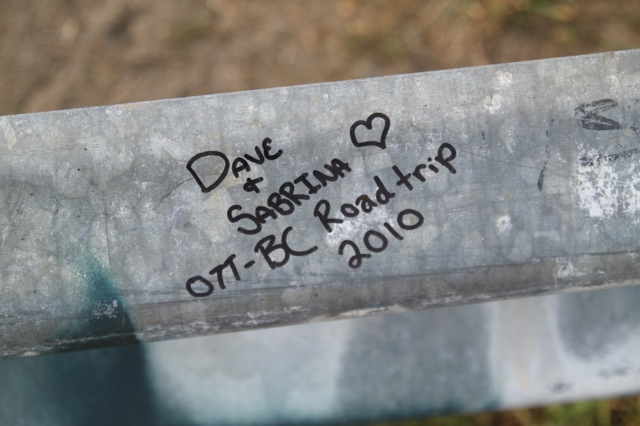 DAVE
+
SABRINA ♡
OTT-BC Road trip
2010